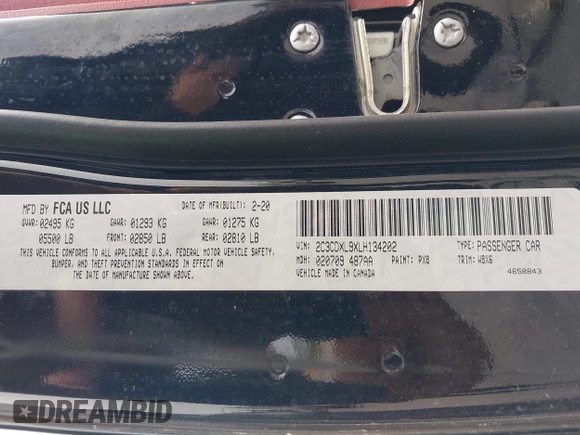 MFD BY FCA US LLC DATE OF MFR(BUILT): 2-20
GVWR: 02495 KG GAWR: 01293 KG GAWR: 01275 KG
05500 LB FRONT: 02850 LB REAR: 02810 LB
THIS VEHICLE CONFORMS TO ALL APPLICABLE U.S.A. FEDERAL MOTOR VEHICLE SAFETY,
BUMPER, AND THEFT PREVENTION STANDARDS IN EFFECT ON
THE DATE OF MANUFACTURE SHOWN ABOVE.
VIN: 2C3CDXL9XLH134202 TYPE: PASSENGER CAR
MDH: 020709 487AA PAINT: PX8 TRIM: W8X6
VEHICLE MADE IN CANADA 4658843
DREAMBID